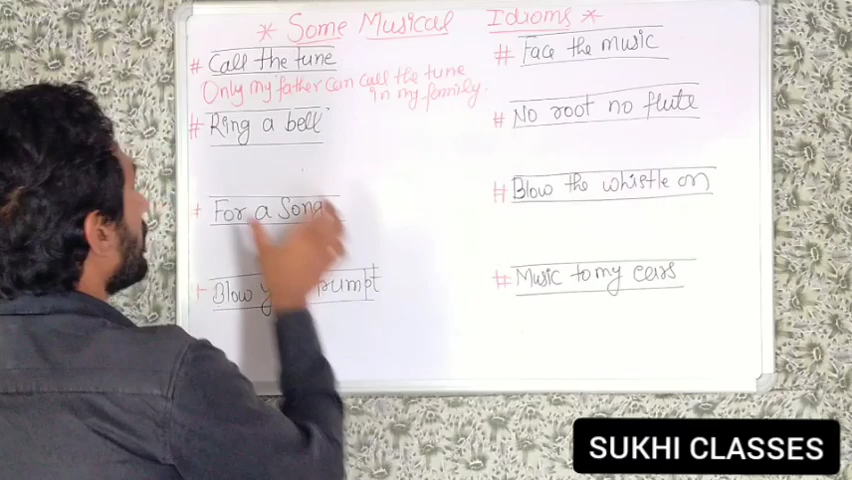 * Some Musical Idioms *
# Call the tune
Only my father can call the tune
in my family.
# Ring a bell
+ For a Song
+ Blow trumpt
# Face the music
# No root no flute
# Blow the whistle on
# Music to my ears
SUKHI CLASSES